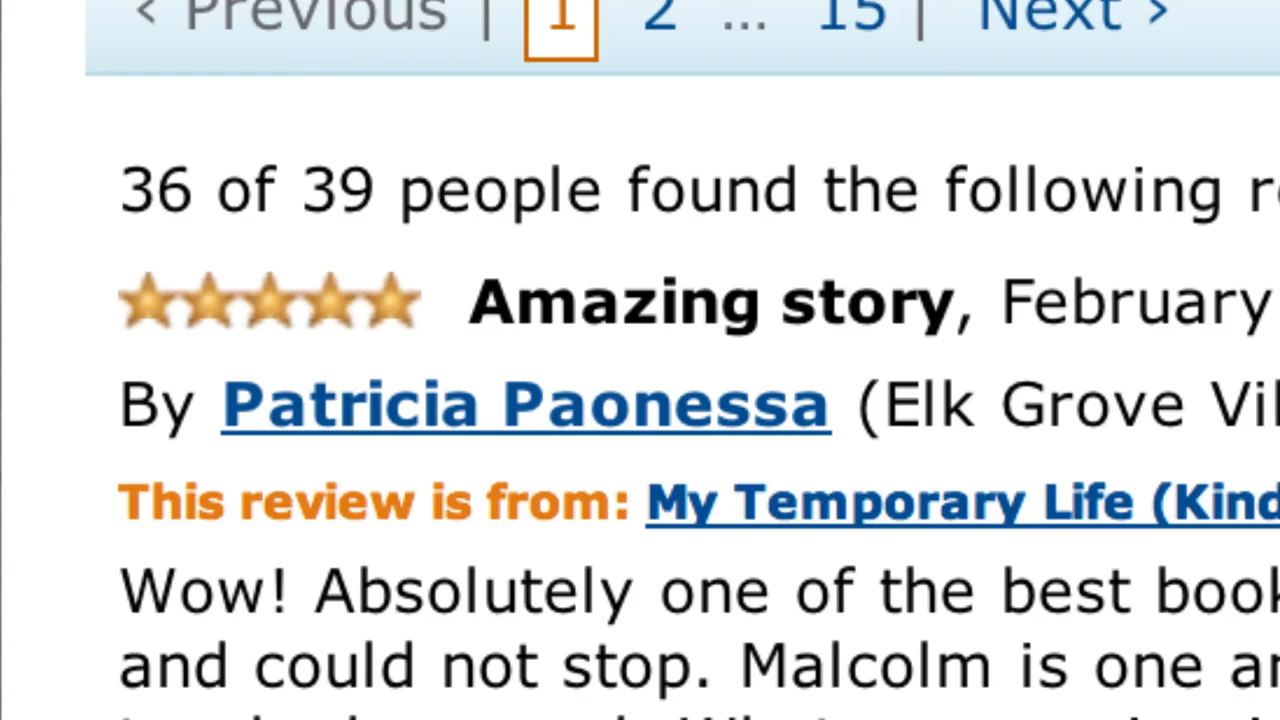 ‹ Previous | 1 2 ... 15 | Next ›
36 of 39 people found the following
Amazing story, February
By Patricia Paonessa (Elk Grove
This review is from: My Temporary Life (Kind
Wow! Absolutely one of the best book
and could not stop. Malcolm is one